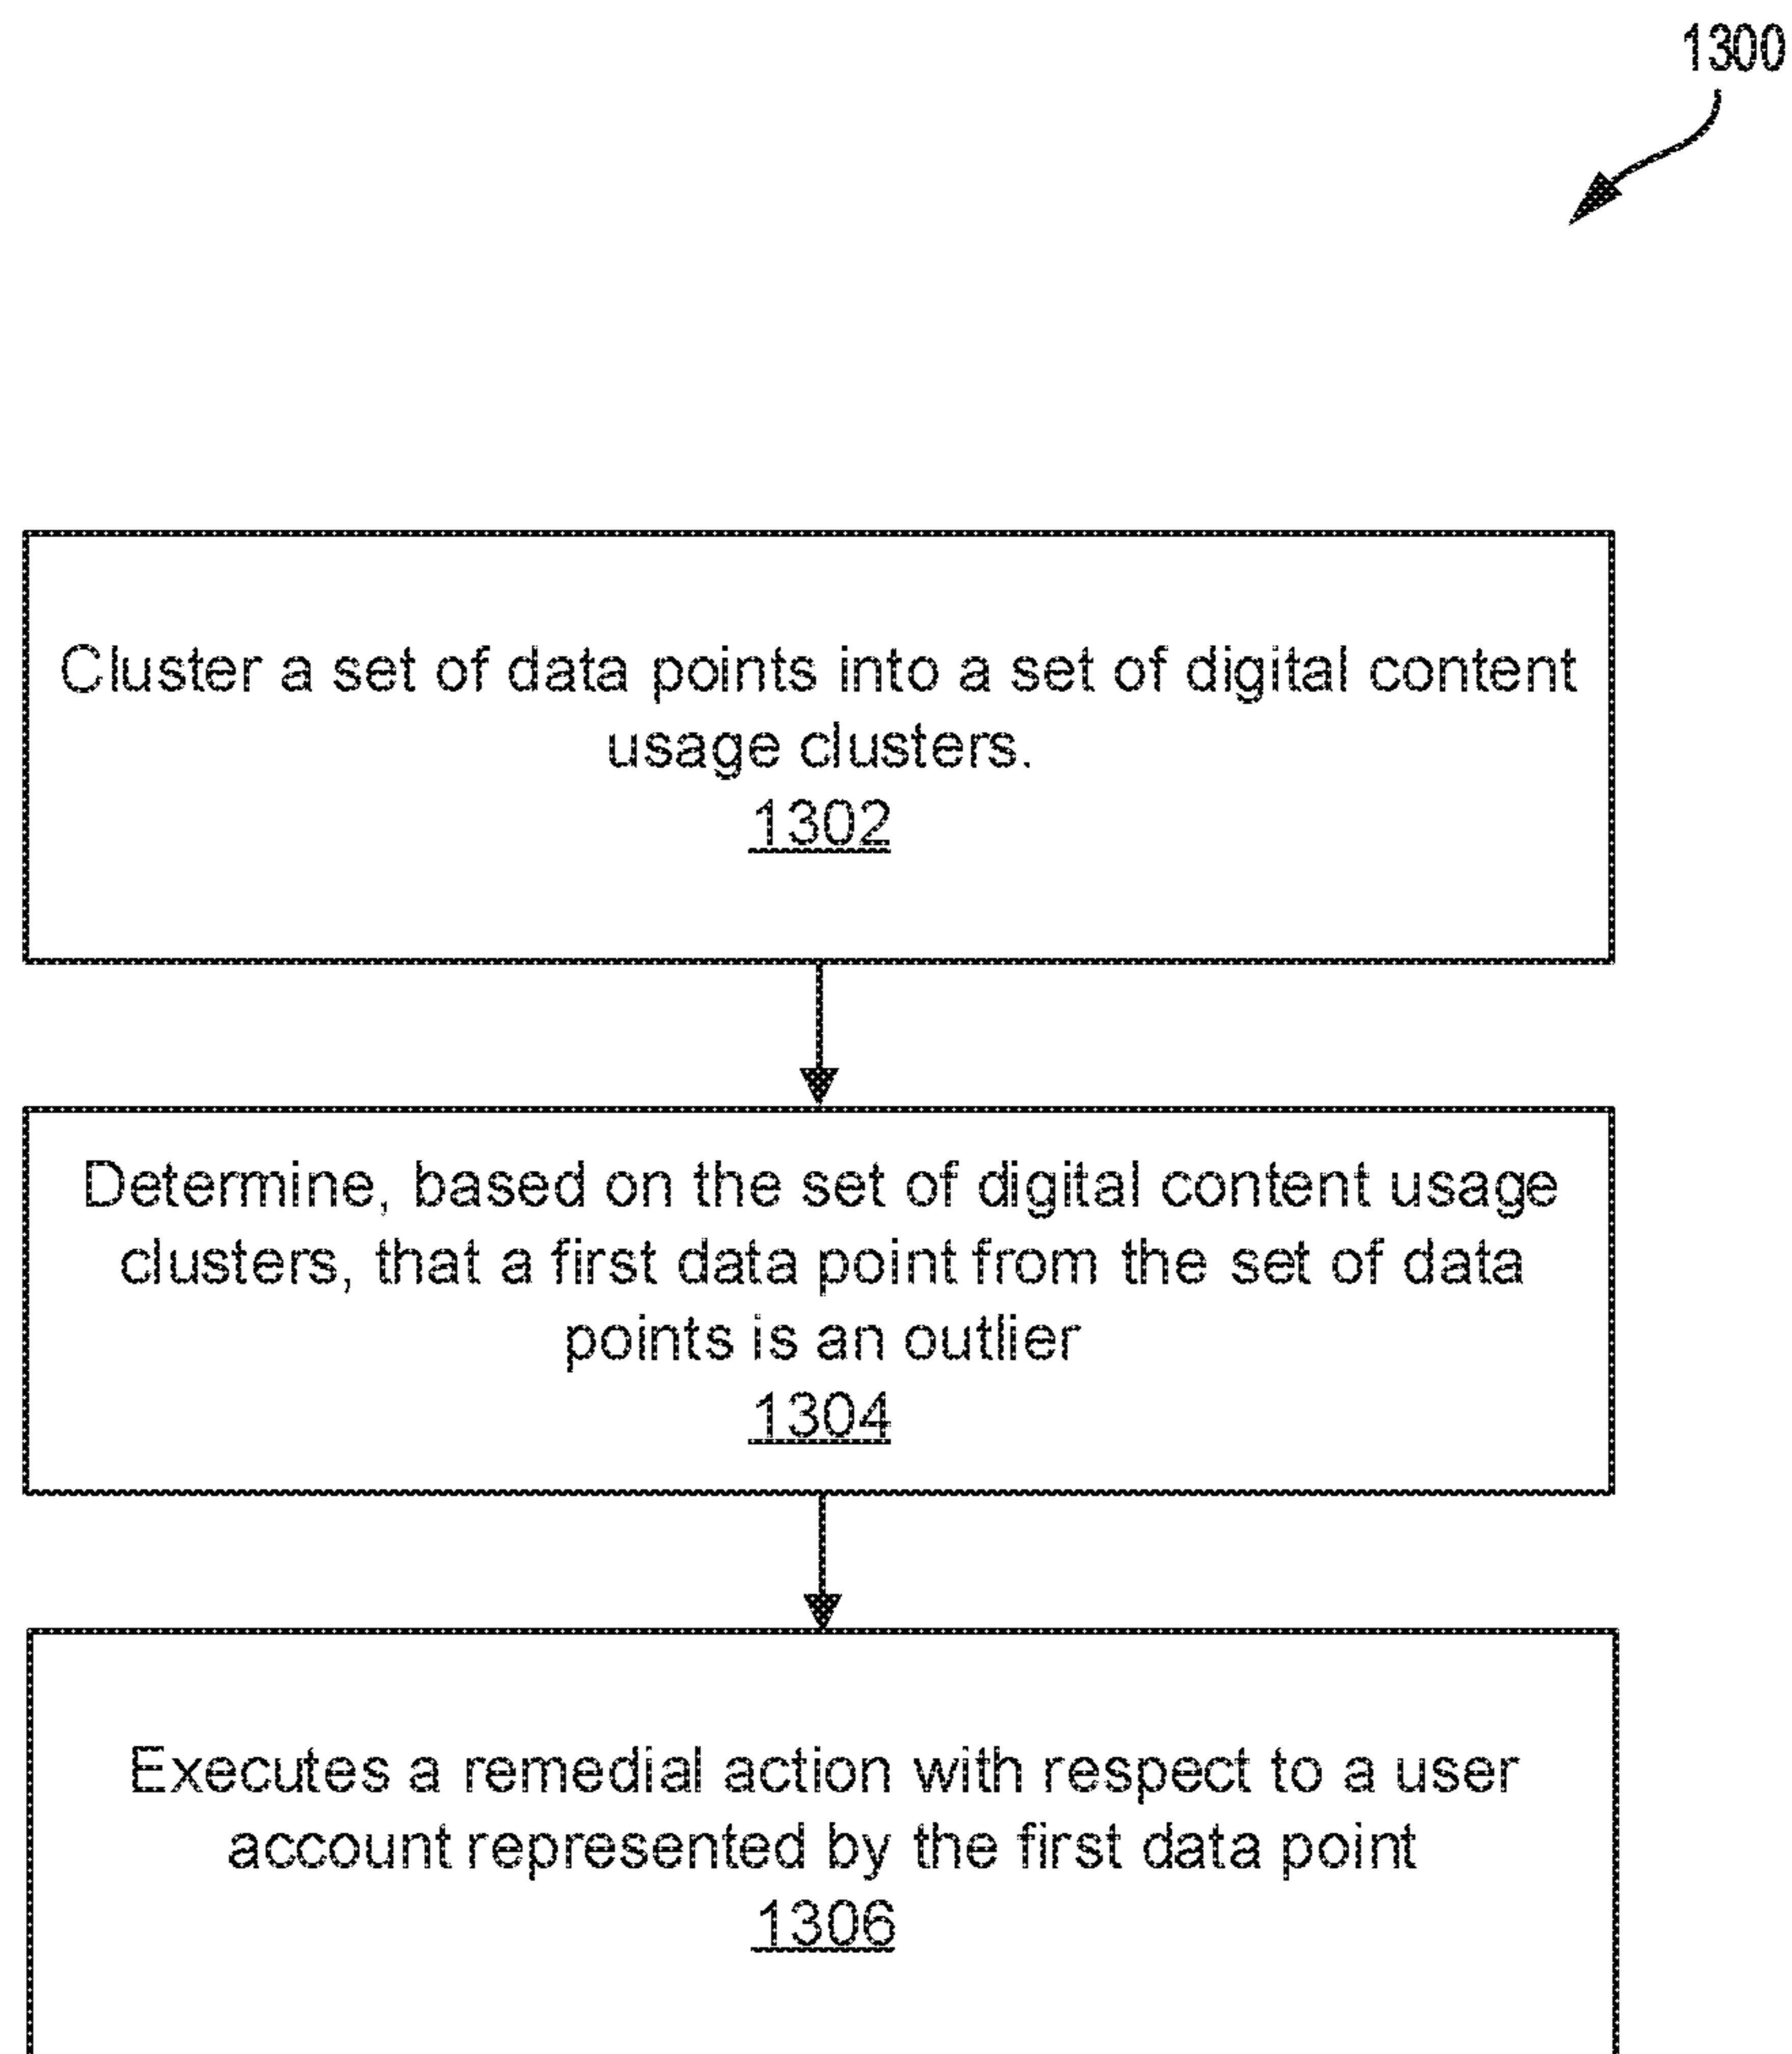 1300
Cluster a set of data points into a set of digital content
usage clusters.
1302
Determine, based on the set of digital content usage
clusters, that a first data point from the set of data
points is an outlier
1304
Executes a remedial action with respect to a user
account represented by the first data point
1306